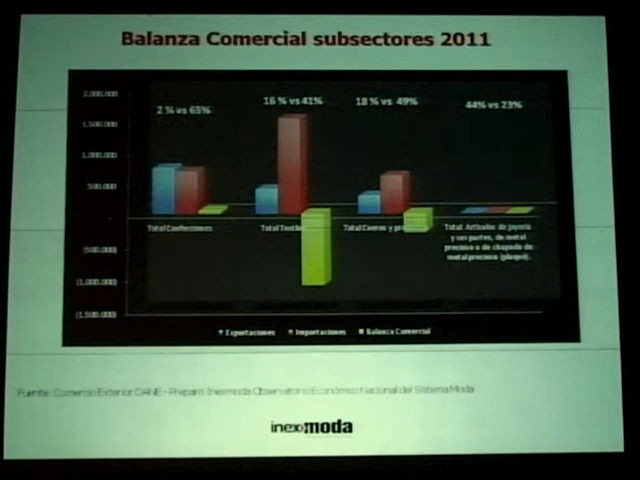 Balanza Comercial subsectores 2011
2.000.000
1.500.000
1.000.000
500.000
-
(500.000)
(1.000.000)
(1.500.000)
2 % vs 65%
16 % vs 41%
18 % vs 49%
44% vs 23%
Total Confecciones
Total Textil
Total Cueros y
Total Artículos de joyería
y sus partes, de metal
precioso o de chapado de
metal precioso (plaqué).
Exportaciones
Importaciones
Balanza Comercial
Fuente: Comercio Exterior DANE - Preparó Inexmoda Observatorio Económico Nacional del Sistema Moda
inexmoda